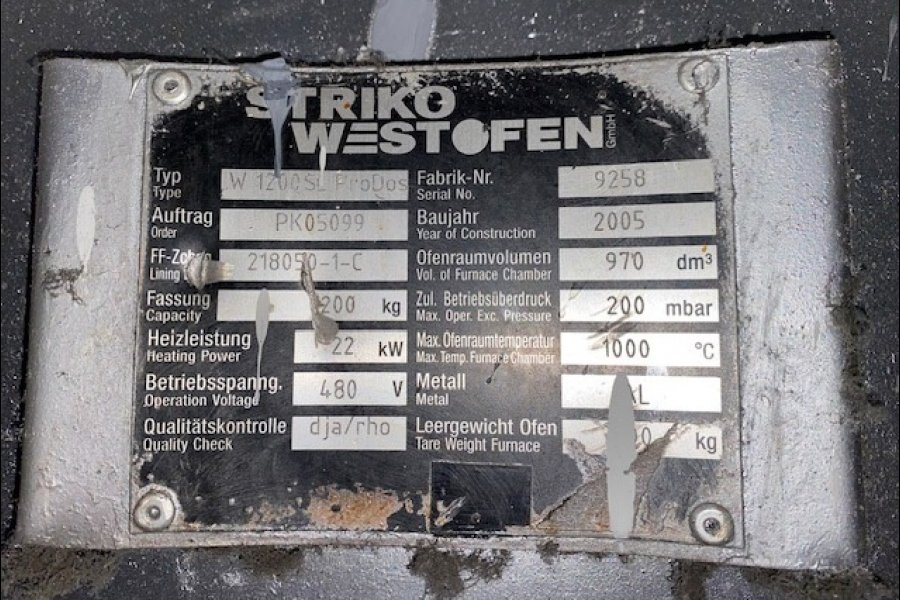 STRIKO
WESTOFEN GmbH
Typ W 1200SL ProDos Fabrik-Nr. 9258
Type Serial No.
Auftrag PK05099 Baujahr 2005
Order Year of Construction
218050-1-C Ofenraumvolumen 970 dm³
Lining Vol. of Furnace Chamber
Fassung kg Zul. Betriebsüberdruck 200 mbar
Capacity Max. Oper. Exc. Pressure
Heizleistung 22 kW Max. Ofenraumtemperatur 1000 °C
Heating Power Max. Temp. Furnace Chamber
Betriebsspanng. 480 V Metall
Operation Voltage Metal
Qualitätskontrolle dja/rho Leergewicht Ofen kg
Quality Check Tare Weight Furnace